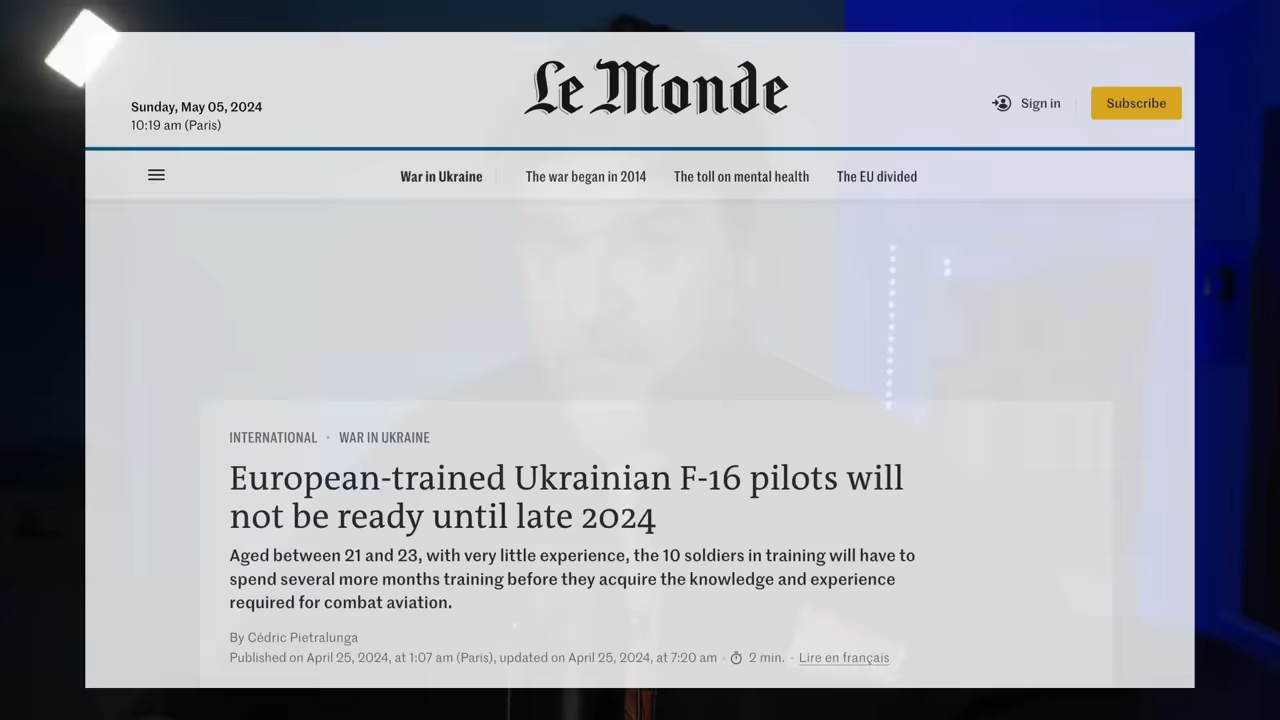 Le Monde
Sunday, May 05, 2024
10:19 am (Paris)
Sign in
Subscribe
War in Ukraine
The war began in 2014
The toll on mental health
The EU divided
INTERNATIONAL • WAR IN UKRAINE
European-trained Ukrainian F-16 pilots will
not be ready until late 2024
Aged between 21 and 23, with very little experience, the 10 soldiers in training will have to
spend several more months training before they acquire the knowledge and experience
required for combat aviation.
By Cédric Pietralunga
Published on April 25, 2024, at 1:07 am (Paris), updated on April 25, 2024, at 7:20 am • 2 min. • Lire en français